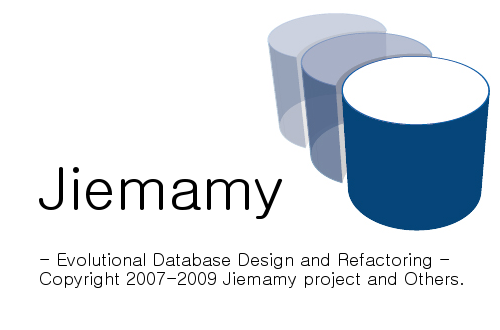 Jiemamy
- Evolutional Database Design and Refactoring -
Copyright 2007-2009 Jiemamy project and Others.